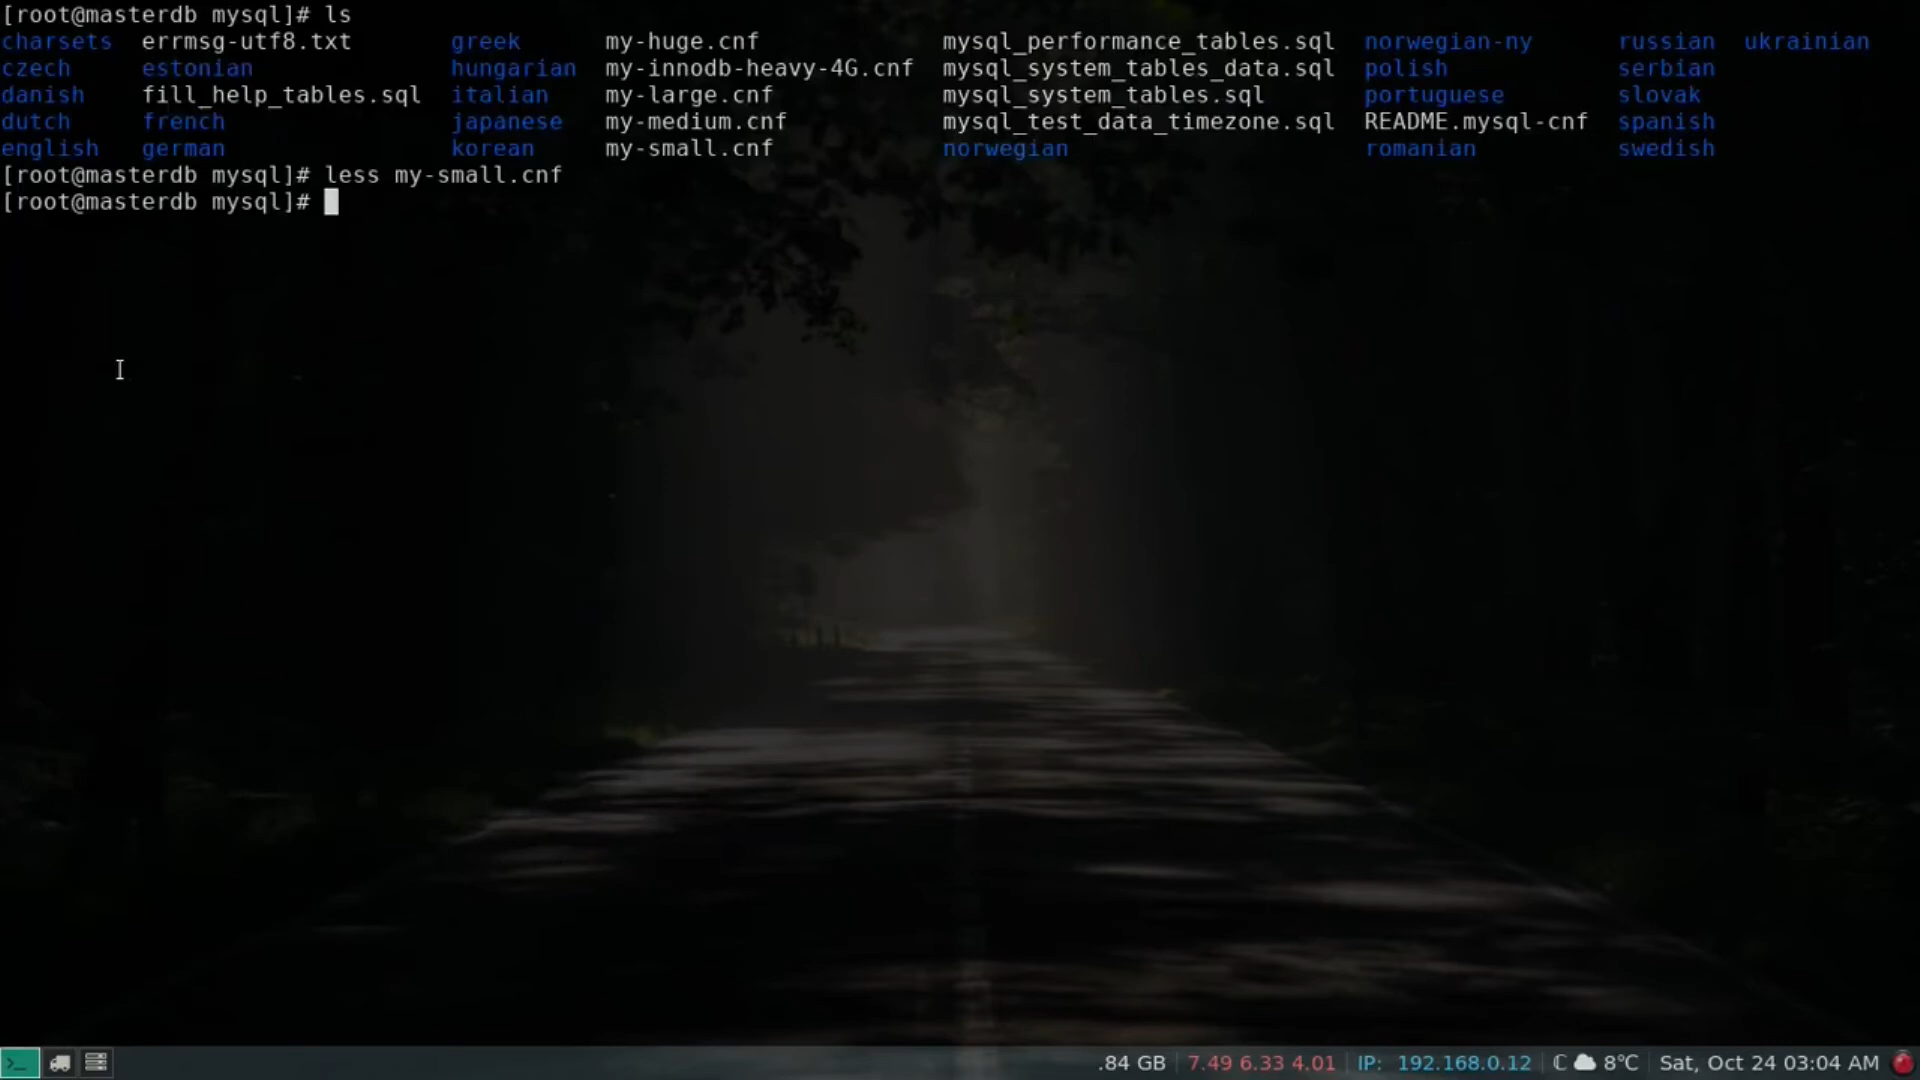 [root@masterdb mysql]# ls
charsets errmsg-utf8.txt greek my-huge.cnf mysql_performance_tables.sql norwegian-ny russian ukrainian
czech estonian hungarian my-innodb-heavy-4G.cnf mysql_system_tables_data.sql polish serbian
danish fill_help_tables.sql italian my-large.cnf mysql_system_tables.sql portuguese slovak
dutch french japanese my-medium.cnf mysql_test_data_timezone.sql README.mysql-cnf spanish
english german korean my-small.cnf norwegian romanian swedish
[root@masterdb mysql]# less my-small.cnf
[root@masterdb mysql]#
.84 GB 7.49 6.33 4.01 IP: 192.168.0.12 8°C Sat, Oct 24 03:04 AM